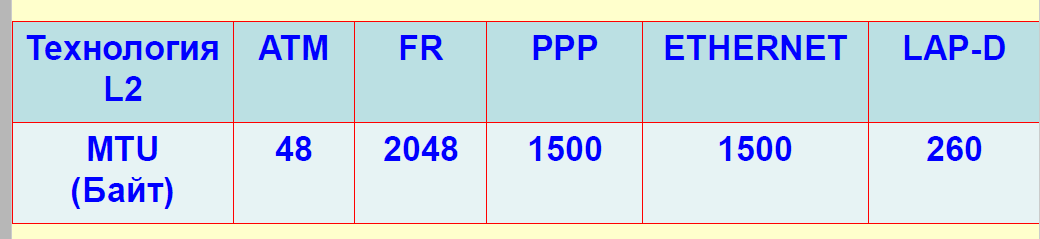 Технология L2 ATM FR PPP ETHERNET LAP-D
MTU (Байт) 48 2048 1500 1500 260